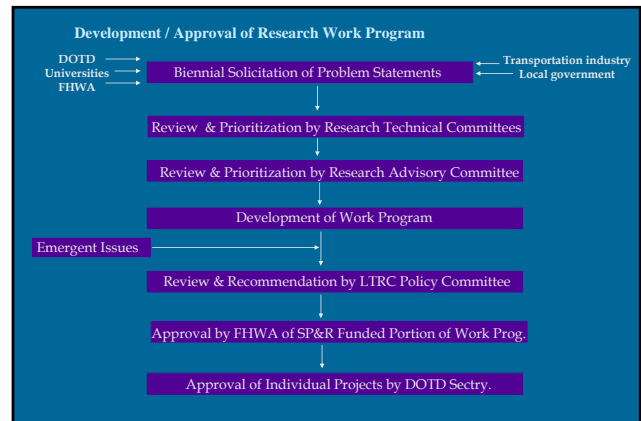 Development / Approval of Research Work Program
DOTD
Universities
FHWA
Transportation industry
Local government
Biennial Solicitation of Problem Statements
Review & Prioritization by Research Technical Committees
Review & Prioritization by Research Advisory Committee
Development of Work Program
Emergent Issues
Review & Recommendation by LTRC Policy Committee
Approval by FHWA of SP&R Funded Portion of Work Prog.
Approval of Individual Projects by DOTD Sectry.